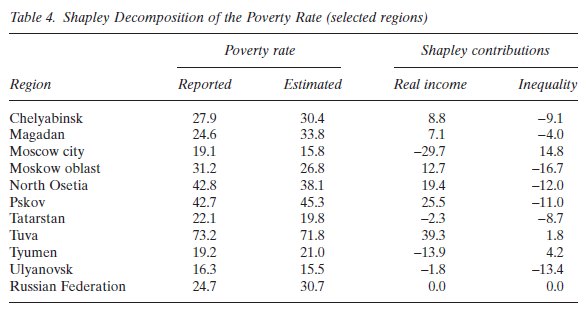 Table 4. Shapley Decomposition of the Poverty Rate (selected regions)
Poverty rate Shapley contributions
Region Reported Estimated Real income Inequality
Chelyabinsk 27.9 30.4 8.8 –9.1
Magadan 24.6 33.8 7.1 –4.0
Moscow city 19.1 15.8 –29.7 14.8
Moskow oblast 31.2 26.8 12.7 –16.7
North Osetia 42.8 38.1 19.4 –12.0
Pskov 42.7 45.3 25.5 –11.0
Tatarstan 22.1 19.8 –2.3 –8.7
Tuva 73.2 71.8 39.3 1.8
Tyumen 19.2 21.0 –13.9 4.2
Ulyanovsk 16.3 15.5 –1.8 –13.4
Russian Federation 24.7 30.7 0.0 0.0